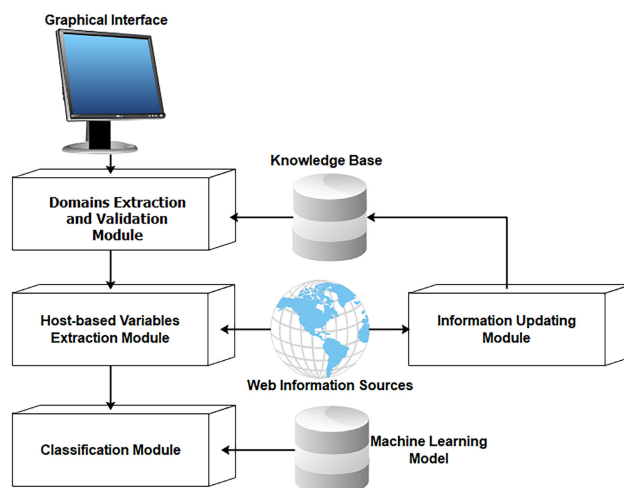 Graphical Interface
Knowledge Base
Domains Extraction
and Validation
Module
Host-based Variables
Extraction Module
Information Updating
Module
Web Information Sources
Classification Module
Machine Learning
Model